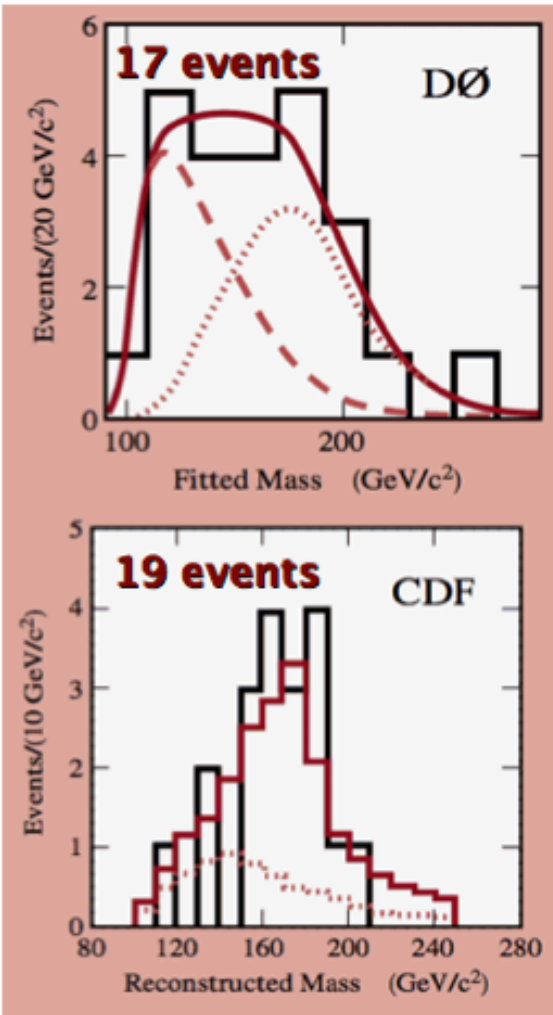 6
17 events
DØ
4
2
0
Events/(20 GeV/c²)
100 200
Fitted Mass (GeV/c²)
5
19 events
CDF
4
3
2
1
0
Events/(10 GeV/c²)
80 120 160 200 240 280
Reconstructed Mass (GeV/c²)